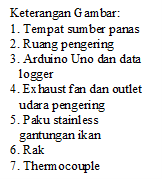 Keterangan Gambar:
1. Tempat sumber panas
2. Ruang pengering
3. Arduino Uno dan data
logger
4. Exhaust fan dan outlet
udara pengering
5. Paku stainless
gantungan ikan
6. Rak
7. Thermocouple